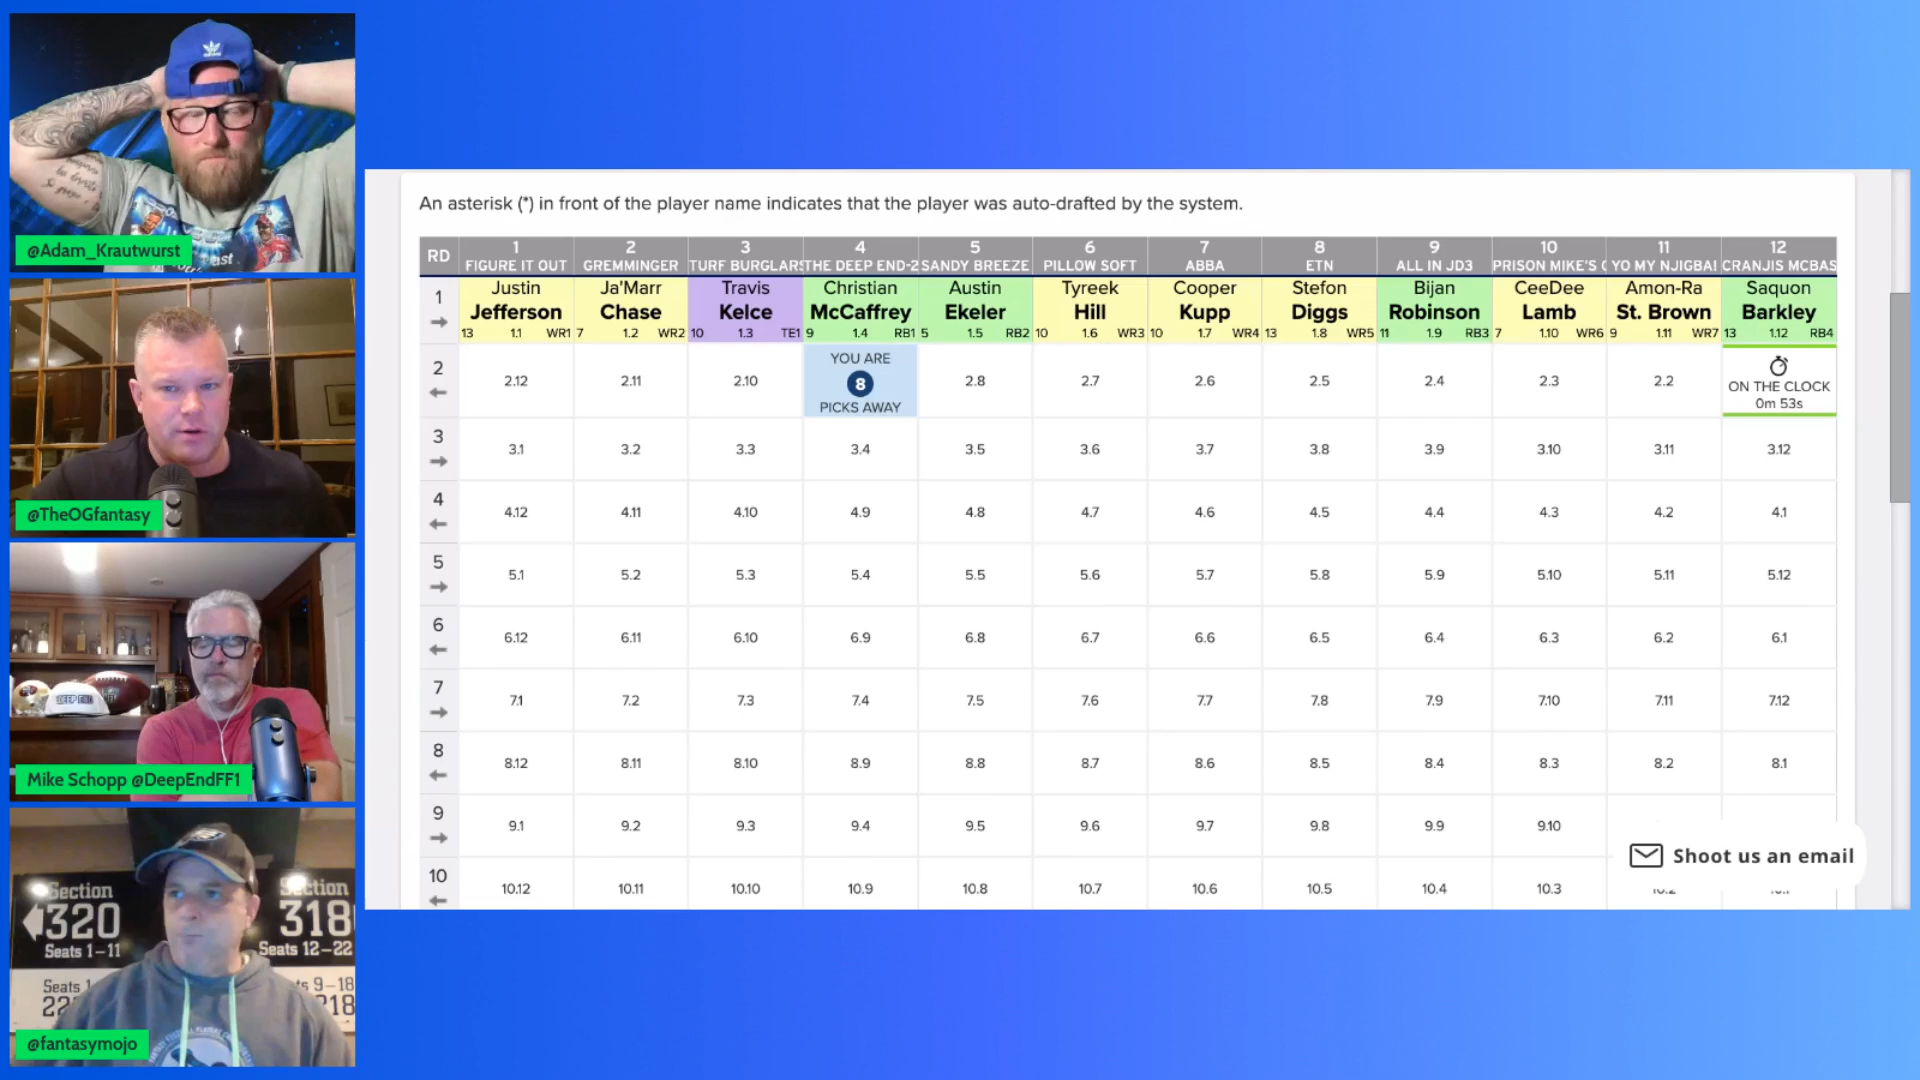 @Adam_Krautwurst
@TheOGfantasy
DEEP END
Mike Schopp @DeepEndFF1
Section
320
Seats 1-11
Section
318
Seats 12-22
Seats 1
22
ts 9-18
218
@fantasymojo
An asterisk (*) in front of the player name indicates that the player was auto-drafted by the system.
RD 1 2 3 4 5 6 7 8 9 10 11 12
FIGURE IT OUT GREMMINGER TURF BURGLARS THE DEEP END-2 SANDY BREEZE PILLOW SOFT ABBA ETN ALL IN JD3 PRISON MIKE'S YO MY NJIGBA! CRANJIS MCBAS
1 Justin Ja'Marr Travis Christian Austin Tyreek Cooper Stefon Bijan CeeDee Amon-Ra Saquon
Jefferson Chase Kelce McCaffrey Ekeler Hill Kupp Diggs Robinson Lamb St. Brown Barkley
13 1.1 WR1 7 1.2 WR2 10 1.3 TE1 9 1.4 RB1 5 1.5 RB2 10 1.6 WR3 10 1.7 WR4 13 1.8 WR5 11 1.9 RB3 7 1.10 WR6 9 1.11 WR7 13 1.12 RB4
YOU ARE
2 2.12 2.11 2.10 8 2.8 2.7 2.6 2.5 2.4 2.3 2.2 ON THE CLOCK
PICKS AWAY 0m 53s
3 3.1 3.2 3.3 3.4 3.5 3.6 3.7 3.8 3.9 3.10 3.11 3.12
4 4.12 4.11 4.10 4.9 4.8 4.7 4.6 4.5 4.4 4.3 4.2 4.1
5 5.1 5.2 5.3 5.4 5.5 5.6 5.7 5.8 5.9 5.10 5.11 5.12
6 6.12 6.11 6.10 6.9 6.8 6.7 6.6 6.5 6.4 6.3 6.2 6.1
7 7.1 7.2 7.3 7.4 7.5 7.6 7.7 7.8 7.9 7.10 7.11 7.12
8 8.12 8.11 8.10 8.9 8.8 8.7 8.6 8.5 8.4 8.3 8.2 8.1
9 9.1 9.2 9.3 9.4 9.5 9.6 9.7 9.8 9.9 9.10
Shoot us an email
10 10.12 10.11 10.10 10.9 10.8 10.7 10.6 10.5 10.4 10.3